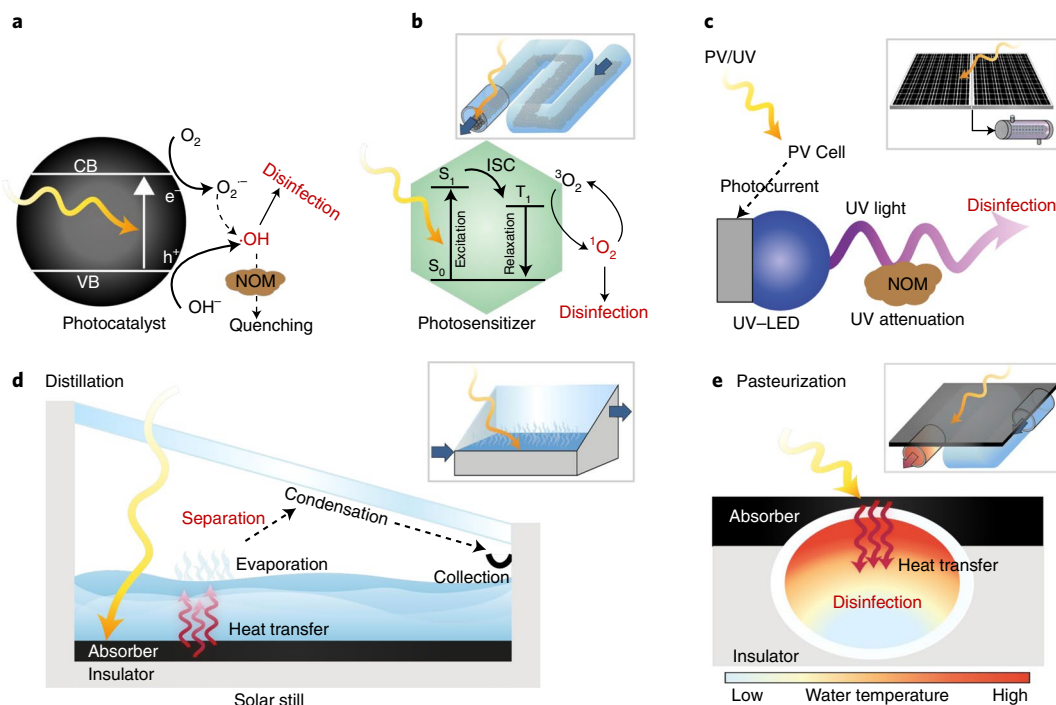 a
O₂
CB
O₂·⁻
e⁻
Disinfection
·OH
h⁺
VB
NOM
OH⁻
Photocatalyst
Quenching
b
ISC
S₁
T₁
³O₂
Excitation
Relaxation
¹O₂
S₀
Photosensitizer
Disinfection
c
PV/UV
PV Cell
Photocurrent
UV light
Disinfection
NOM
UV–LED
UV attenuation
d Distillation
Separation
Condensation
Evaporation
Collection
Heat transfer
Absorber
Insulator
Solar still
e Pasteurization
Absorber
Heat transfer
Disinfection
Insulator
Low Water temperature High